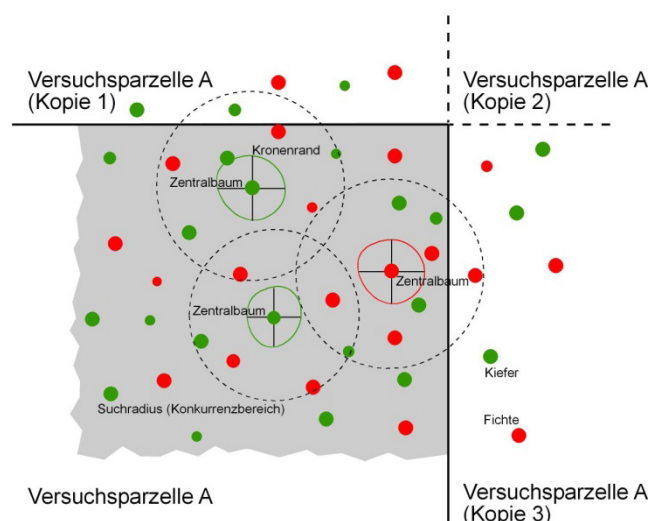 Versuchsparzelle A
(Kopie 1)
Versuchsparzelle A
(Kopie 2)
Kronenrand
Zentralbaum
Zentralbaum
Zentralbaum
Kiefer
Suchradius (Konkurrenzbereich)
Fichte
Versuchsparzelle A
Versuchsparzelle A
(Kopie 3)